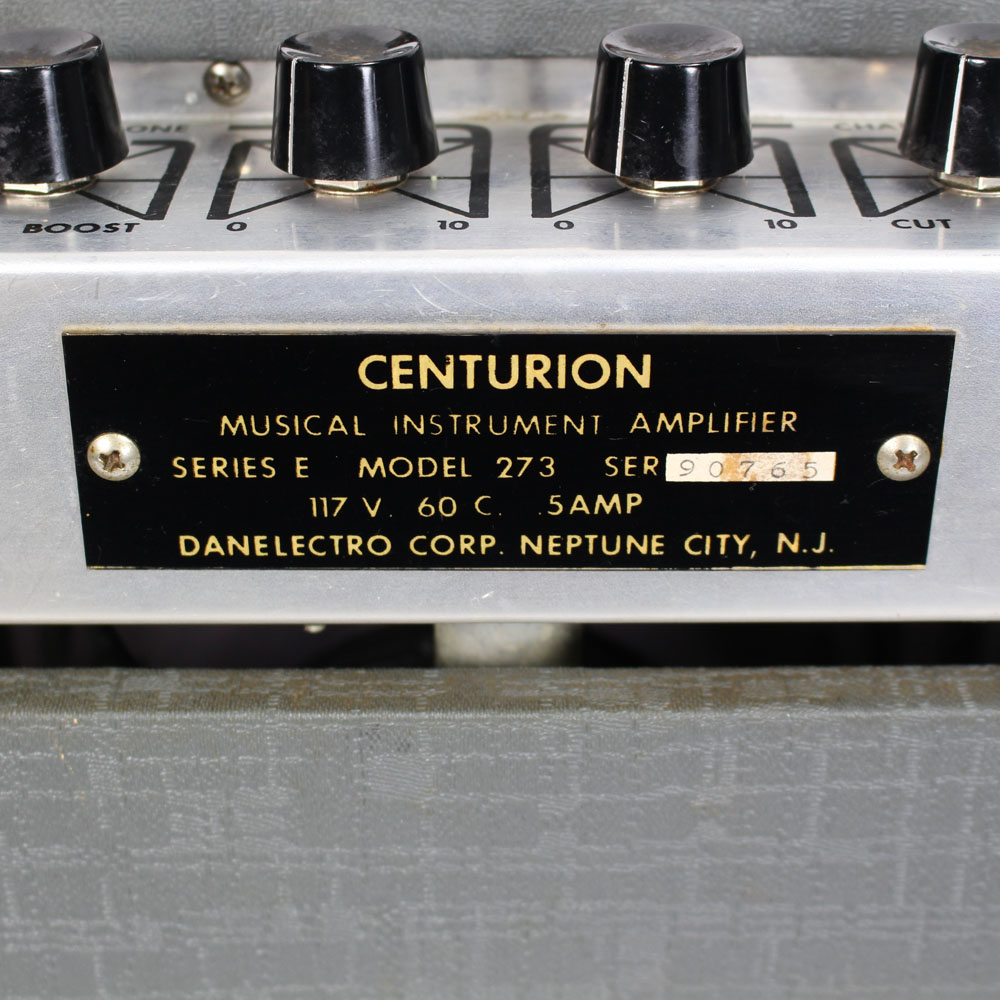 BOOST 0 10 0 10 CUT
CENTURION
MUSICAL INSTRUMENT AMPLIFIER
SERIES E MODEL 273 SER 90765
117 V. 60 C. .5AMP
DANELECTRO CORP. NEPTUNE CITY, N.J.